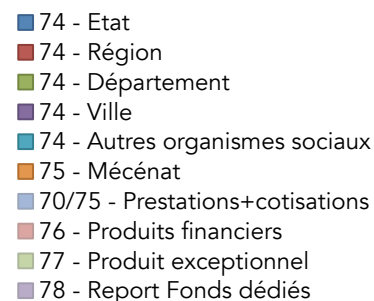 74 - Etat
74 - Région
74 - Département
74 - Ville
74 - Autres organismes sociaux
75 - Mécénat
70/75 - Prestations+cotisations
76 - Produits financiers
77 - Produit exceptionnel
78 - Report Fonds dédiés